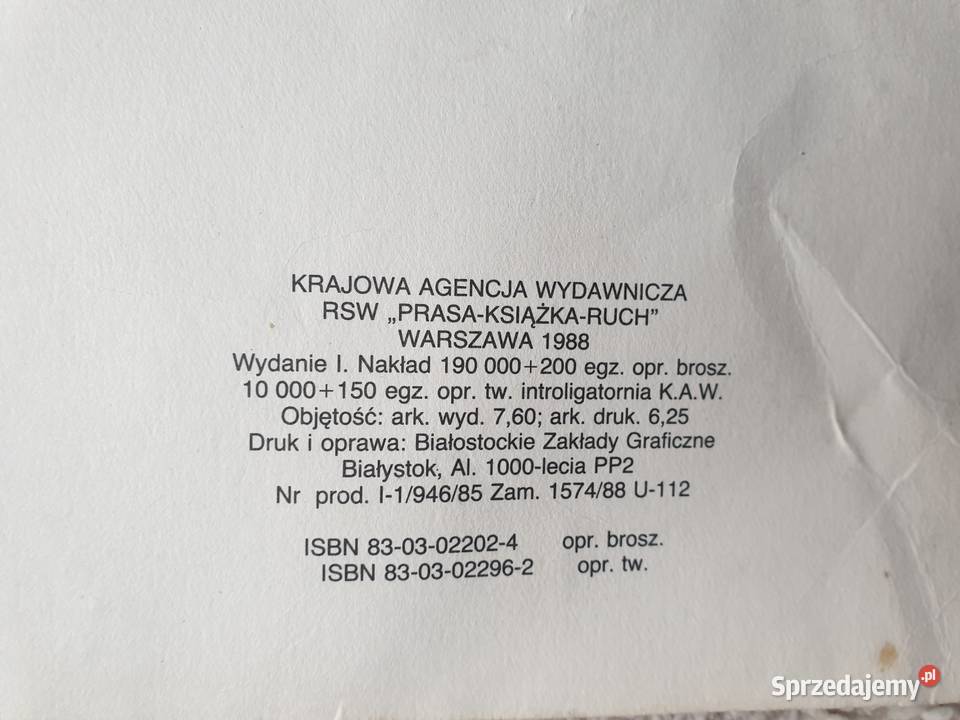 KRAJOWA AGENCJA WYDAWNICZA
RSW „PRASA-KSIĄŻKA-RUCH”
WARSZAWA 1988
Wydanie I. Nakład 190 000+200 egz. opr. brosz.
10 000+150 egz. opr. tw. introligatornia K.A.W.
Objętość: ark. wyd. 7,60; ark. druk. 6,25
Druk i oprawa: Białostockie Zakłady Graficzne
Białystok, Al. 1000-lecia PP2
Nr prod. I-1/946/85 Zam. 1574/88 U-112
ISBN 83-03-02202-4 opr. brosz.
ISBN 83-03-02296-2 opr. tw.
Sprzedajemy.pl